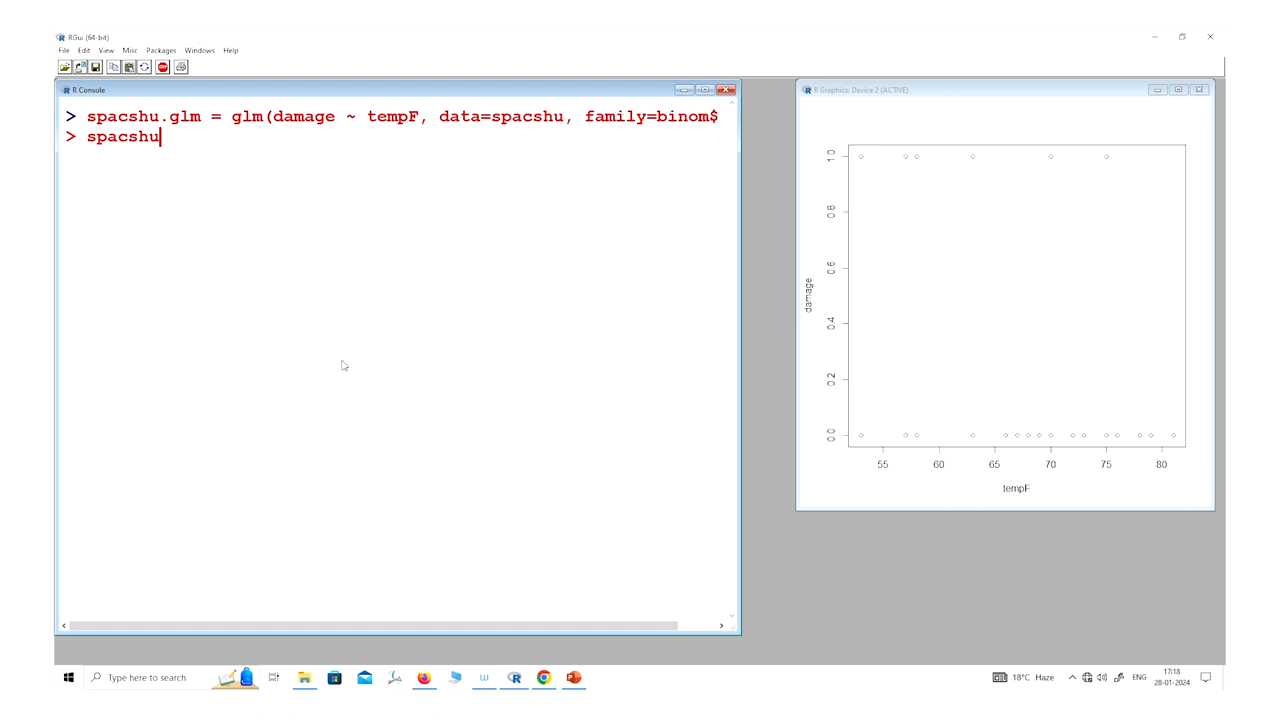 RGui (64-bit)
File Edit View Misc Packages Windows Help
STOP
R Console
> spacshu.glm = glm(damage ~ tempF, data=spacshu, family=binom$
> spacshu
R Graphics: Device 2 (ACTIVE)
1.0
0.8
0.6
0.4
0.2
0.0
damage
55 60 65 70 75 80
tempF
Type here to search
18°C Haze
ENG
17:18
28-01-2024